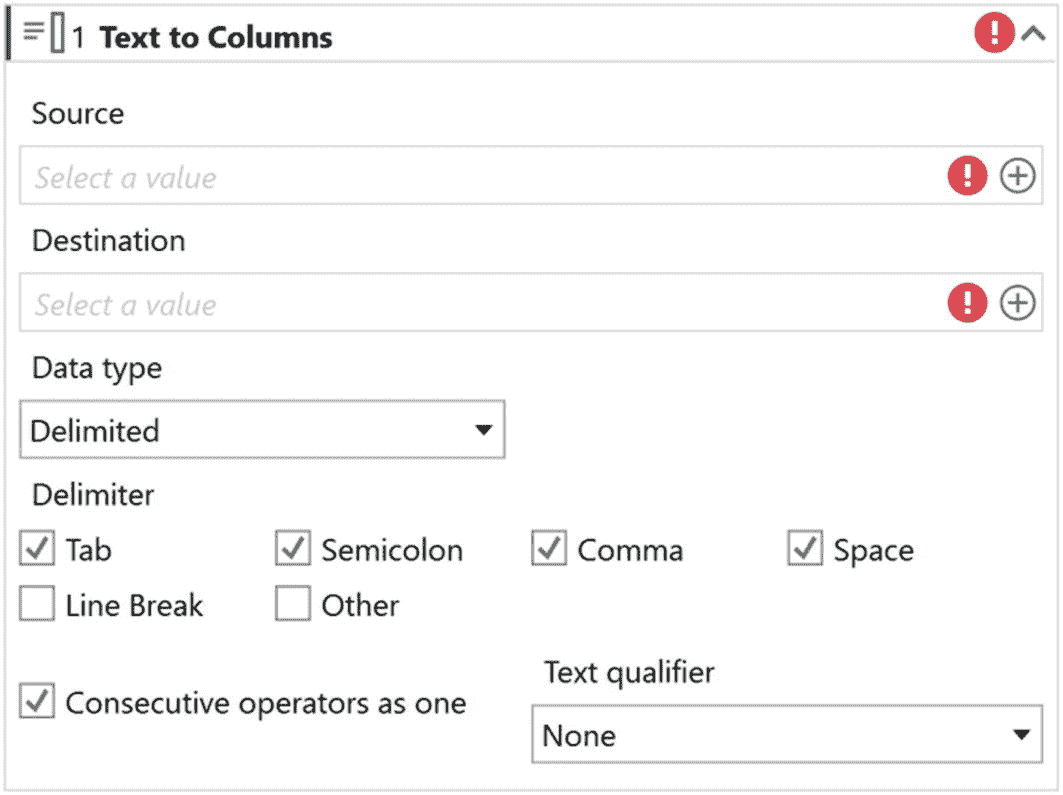 1 Text to Columns
Source
Select a value
Destination
Select a value
Data type
Delimited
Delimiter
Tab Semicolon Comma Space
Line Break Other
Text qualifier
Consecutive operators as one
None